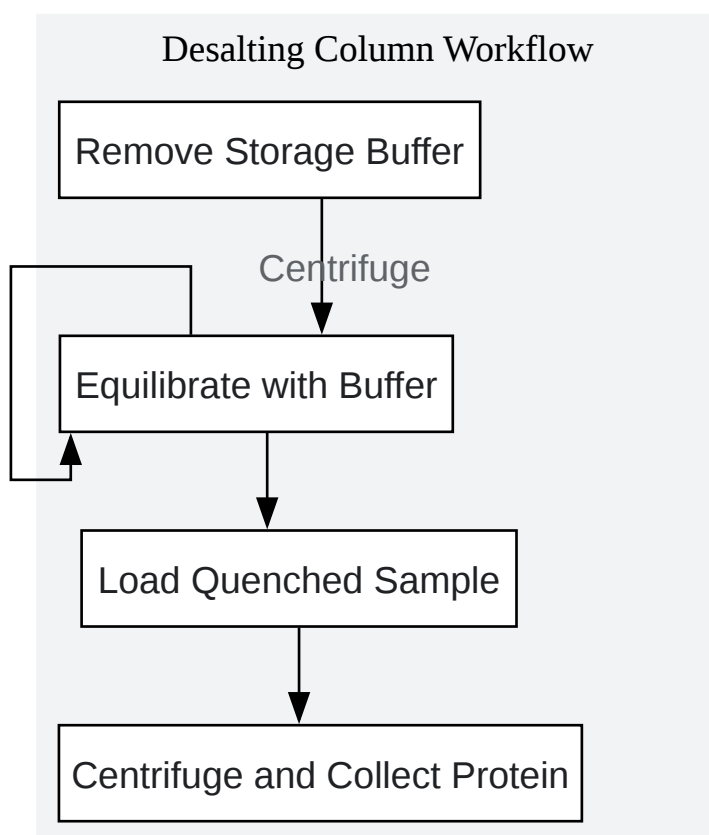 Desalting Column Workflow
Remove Storage Buffer
Centrifuge
Equilibrate with Buffer
Load Quenched Sample
Centrifuge and Collect Protein